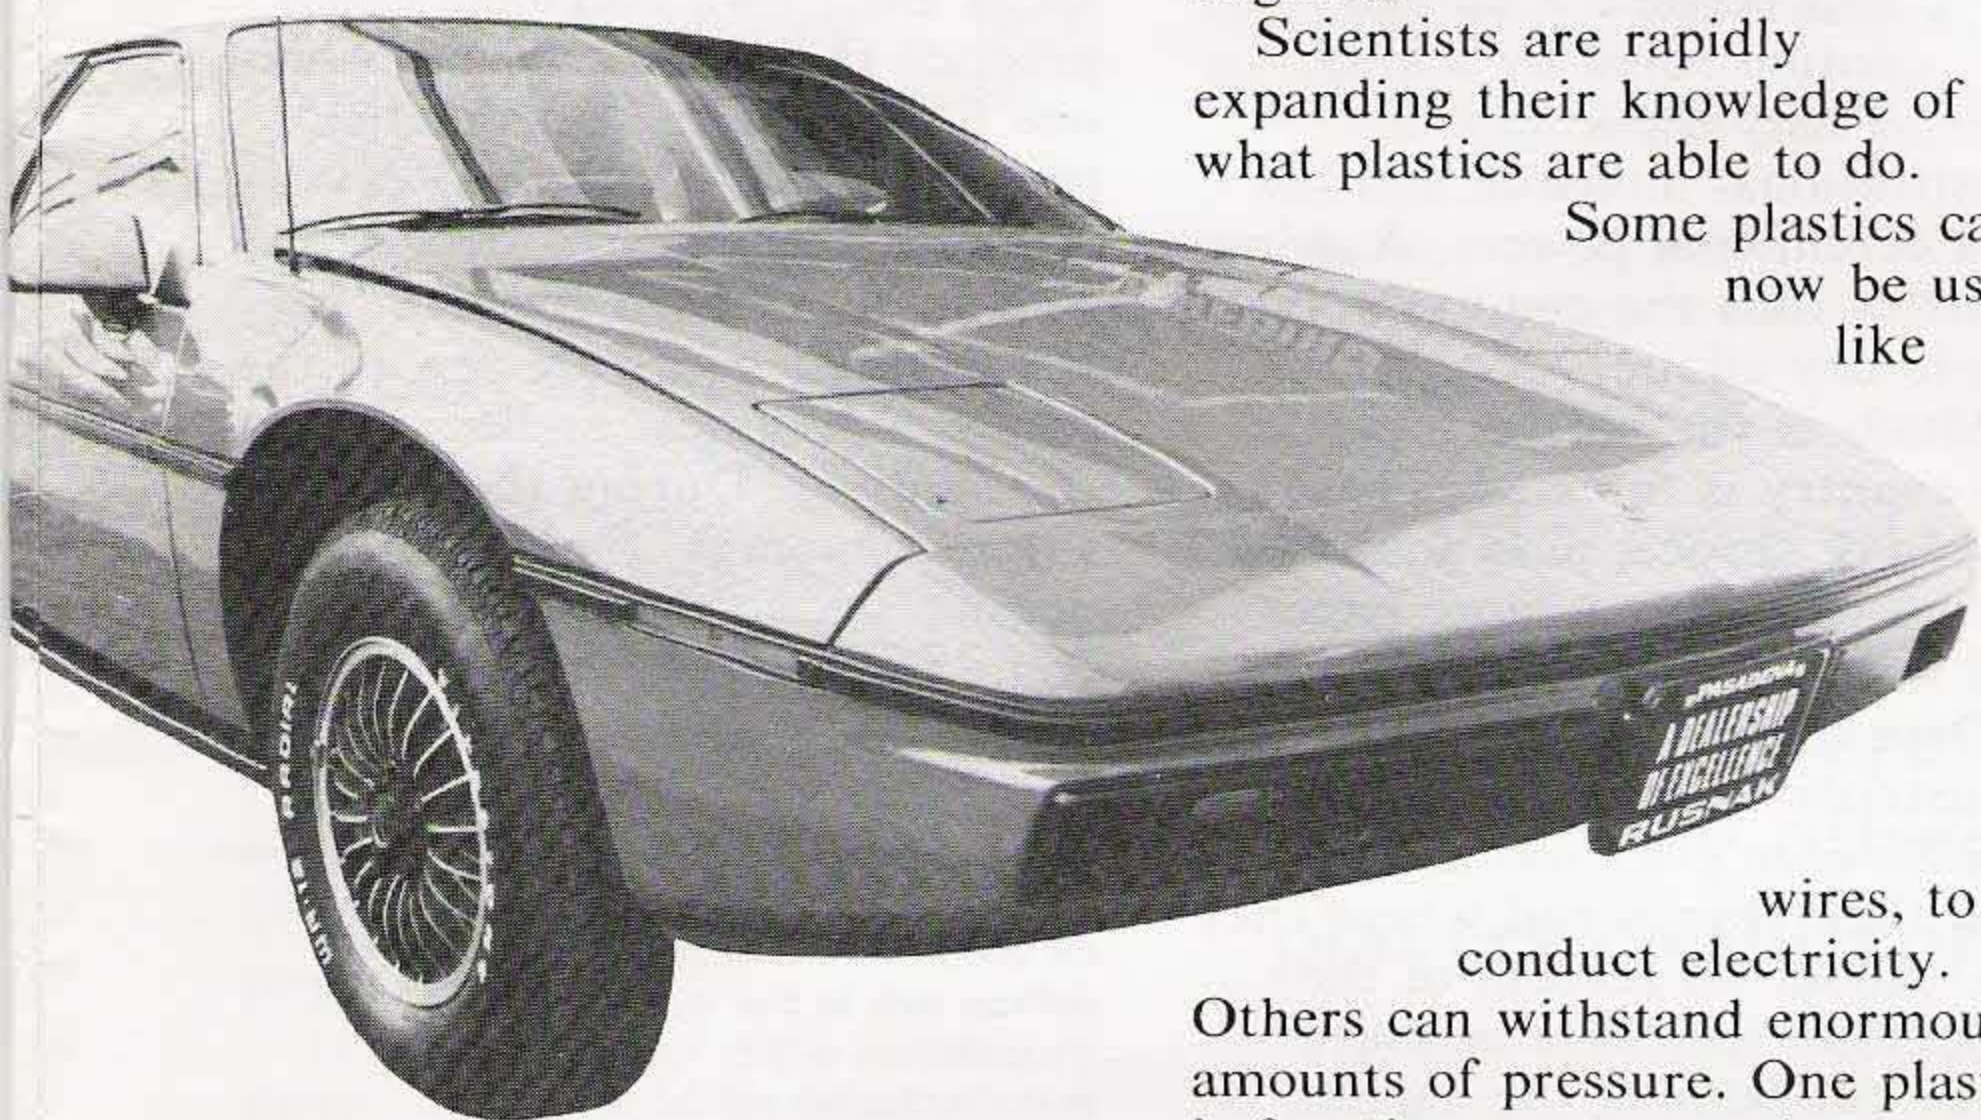 Scientists are rapidly
expanding their knowledge of
what plastics are able to do.
Some plastics ca
now be us
like
wires, to
conduct electricity.
Others can withstand enormou
amounts of pressure. One plas
PASADENA
A DEALERSHIP
OF EXCELLENCE
RUSNAK
RADIAL